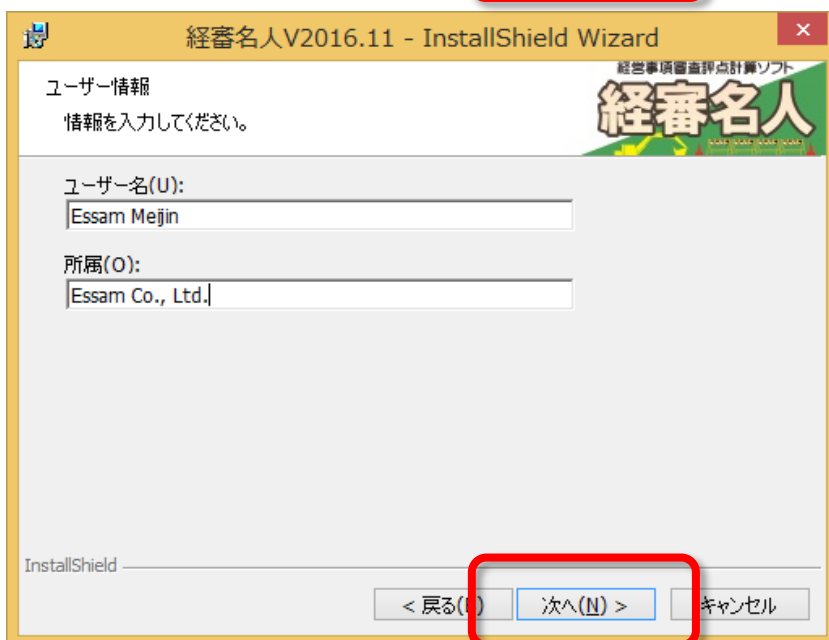 経審名人V2016.11 - InstallShield Wizard
ユーザー情報
情報を入力してください。
経営事項審査評点計算ソフト
経審名人
ユーザー名(U):
Essam Meijin
所属(O):
Essam Co., Ltd.
InstallShield
< 戻る( )
次へ(N) >
キャンセル